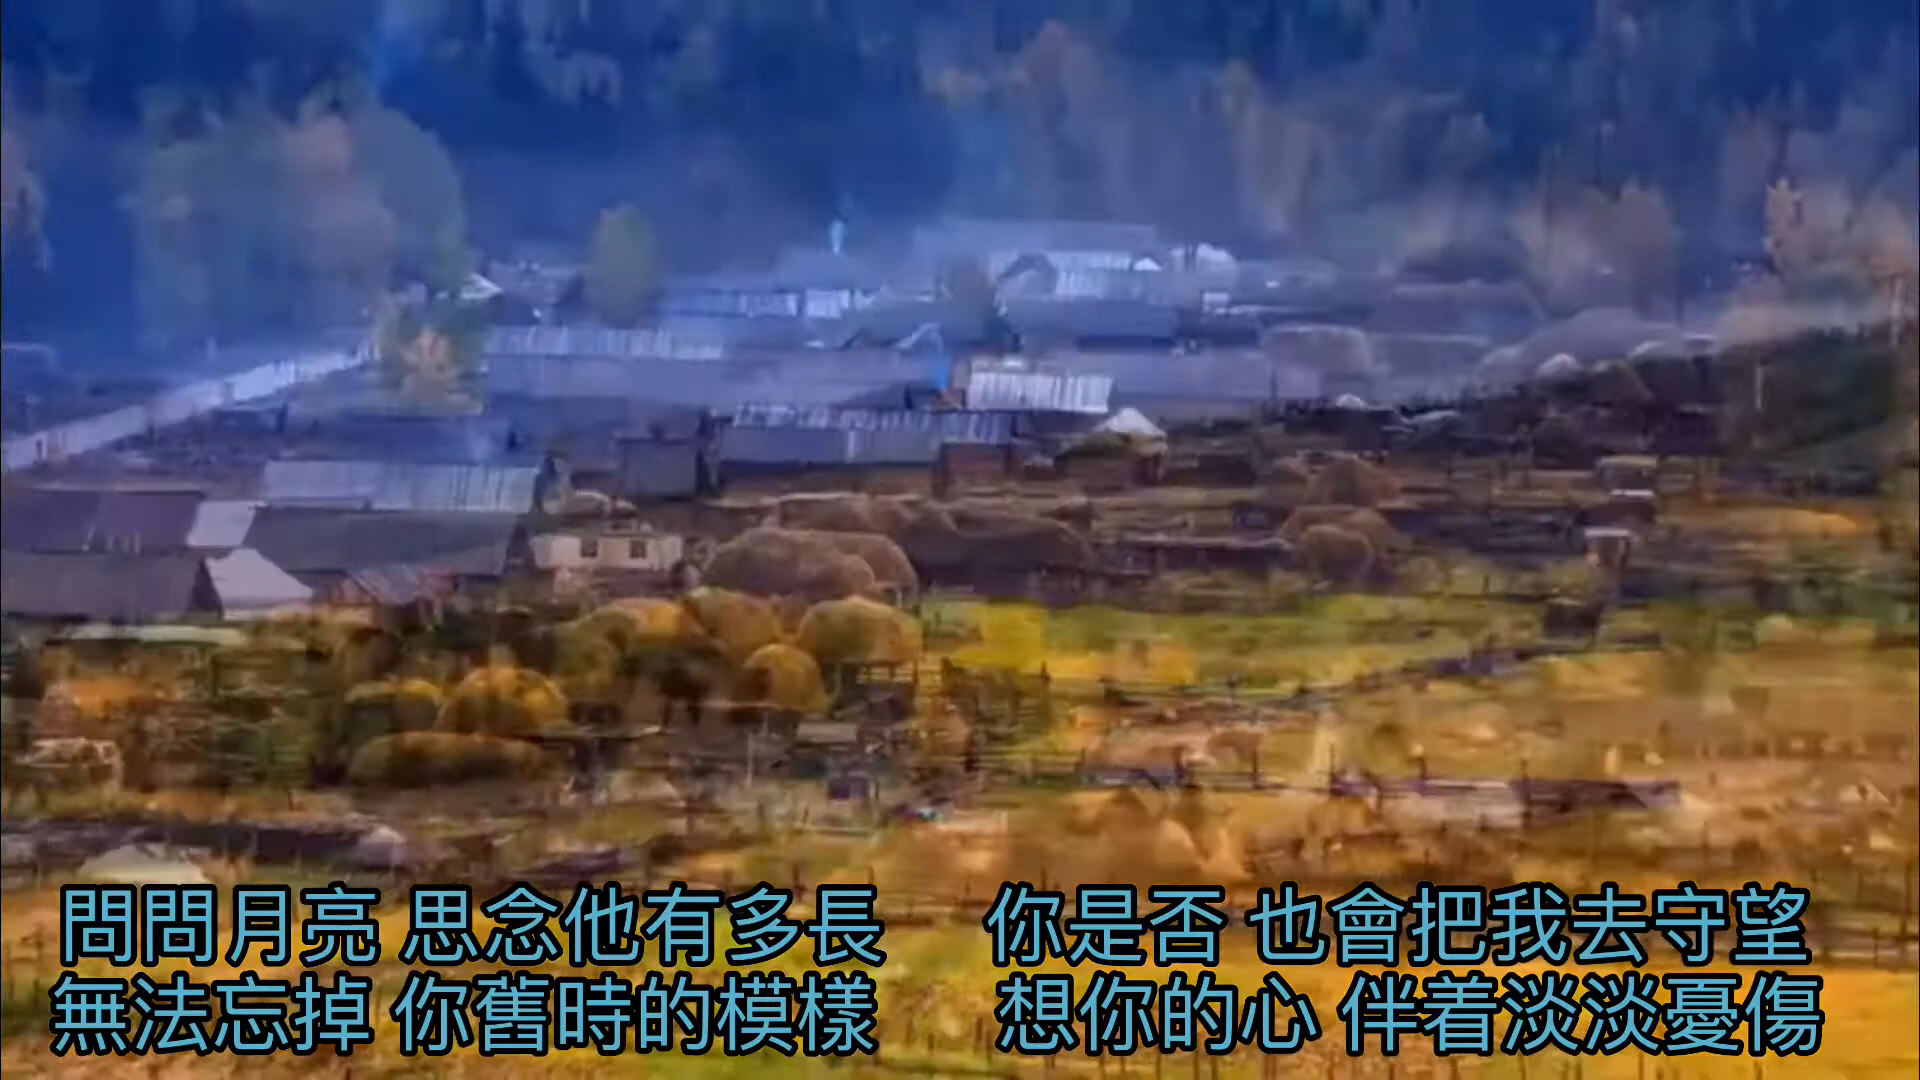 問問月亮 思念他有多長 你是否 也會把我去守望
無法忘掉 你舊時的模樣 想你的心 伴着淡淡憂傷